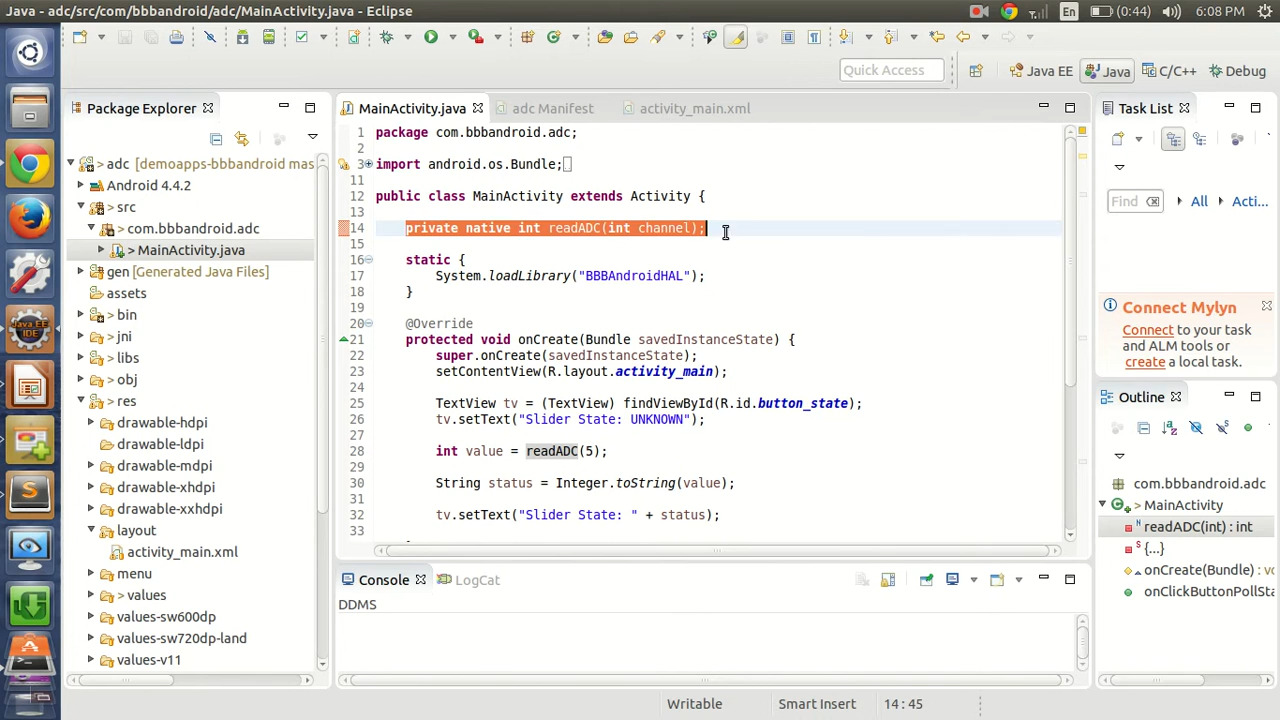 Java - adc/src/com/bbbandroid/adc/MainActivity.java - Eclipse
En (0:44) 6:08 PM
Quick Access
Java EE Java C/C++ Debug
Package Explorer
adc [demoapps-bbbandroid mas
Android 4.4.2
src
com.bbbandroid.adc
> MainActivity.java
gen [Generated Java Files]
assets
> bin
> jni
> libs
> obj
> res
drawable-hdpi
drawable-ldpi
drawable-mdpi
drawable-xhdpi
drawable-xxhdpi
layout
activity_main.xml
menu
> values
values-sw600dp
values-sw720dp-land
values-v11
MainActivity.java adc Manifest activity_main.xml
1 package com.bbbandroid.adc;
2
3 import android.os.Bundle;
11
12 public class MainActivity extends Activity {
13
14 private native int readADC(int channel);
15
16 static {
17 System.loadLibrary("BBBAndroidHAL");
18 }
19
20 @Override
21 protected void onCreate(Bundle savedInstanceState) {
22 super.onCreate(savedInstanceState);
23 setContentView(R.layout.activity_main);
24
25 TextView tv = (TextView) findViewById(R.id.button_state);
26 tv.setText("Slider State: UNKNOWN");
27
28 int value = readADC(5);
29
30 String status = Integer.toString(value);
31
32 tv.setText("Slider State: " + status);
33
Console LogCat
DDMS
Task List
Find All Acti...
Connect Mylyn
Connect to your task
and ALM tools or
create a local task.
Outline
com.bbbandroid.adc
> MainActivity
readADC(int) : int
{...}
onCreate(Bundle) : vo
onClickButtonPollSta
Writable Smart Insert 14 : 45
Java EE
IDE